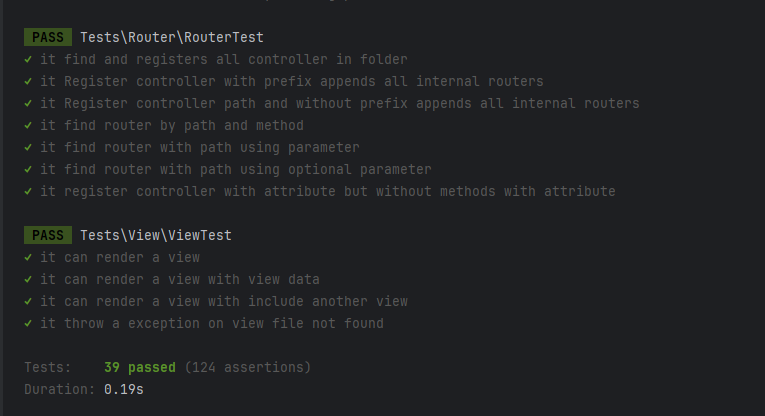 PASS Tests\Router\RouterTest
✓ it find and registers all controller in folder
✓ it Register controller with prefix appends all internal routers
✓ it Register controller path and without prefix appends all internal routers
✓ it find router by path and method
✓ it find router with path using parameter
✓ it find router with path using optional parameter
✓ it register controller with attribute but without methods with attribute
PASS Tests\View\ViewTest
✓ it can render a view
✓ it can render a view with view data
✓ it can render a view with include another view
✓ it throw a exception on view file not found
Tests: 39 passed (124 assertions)
Duration: 0.19s